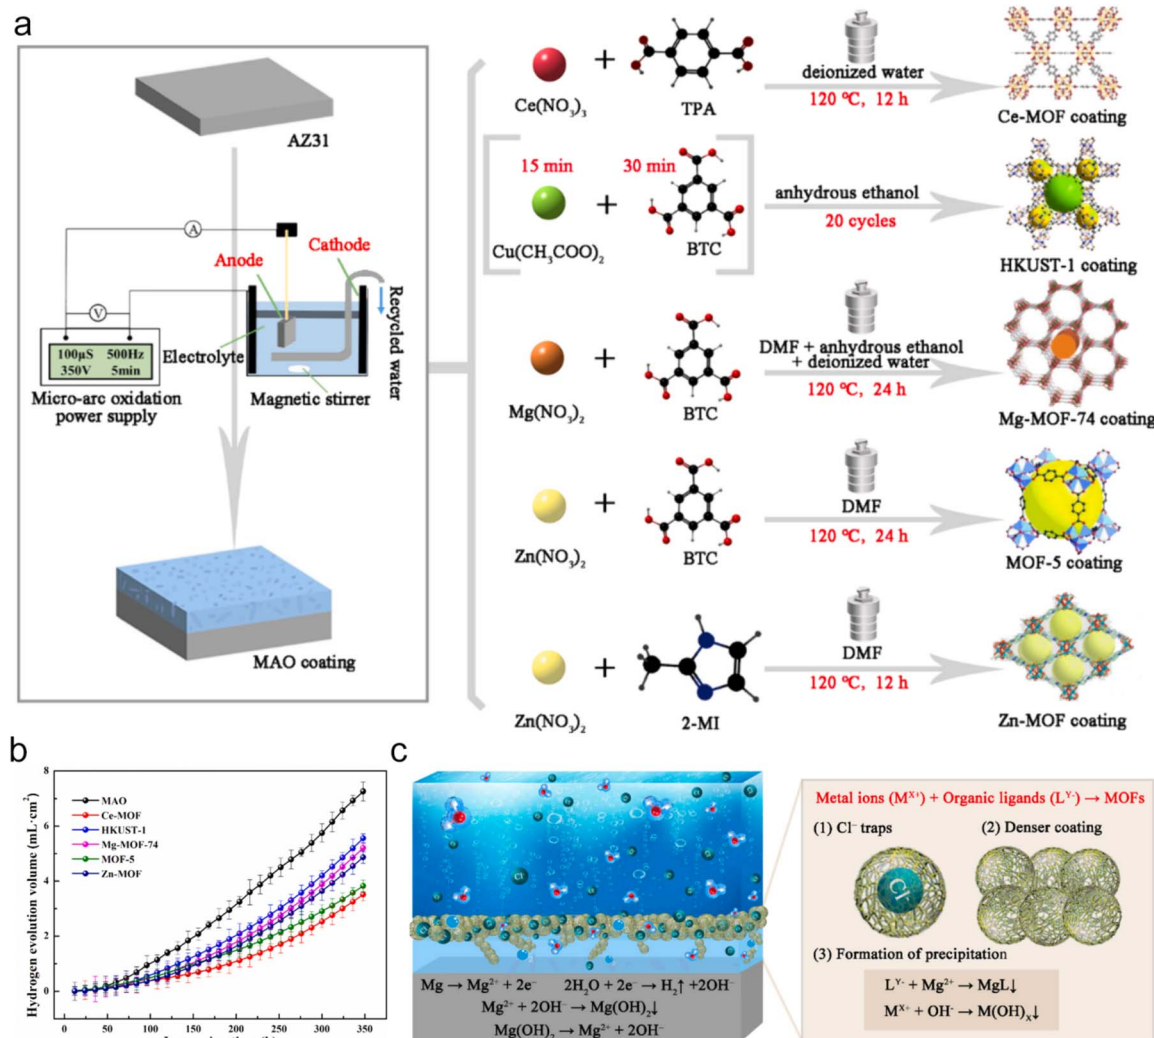 a
AZ31
A
Anode
Cathode
V
Electrolyte
Recycled water
100μS 500Hz
350V 5min
Magnetic stirrer
Micro-arc oxidation
power supply
MAO coating
Ce(NO3)3
+
TPA
deionized water
120 ℃, 12 h
Ce-MOF coating
15 min
30 min
Cu(CH3COO)2
+
BTC
anhydrous ethanol
20 cycles
HKUST-1 coating
Mg(NO3)2
+
BTC
DMF + anhydrous ethanol
+ deionized water
120 ℃, 24 h
Mg-MOF-74 coating
Zn(NO3)2
+
BTC
DMF
120 ℃, 24 h
MOF-5 coating
Zn(NO3)2
+
2-MI
DMF
120 ℃, 12 h
Zn-MOF coating
b
Hydrogen evolution volume (mL·cm²)
8
6
4
2
0
MAO
Ce-MOF
HKUST-1
Mg-MOF-74
MOF-5
Zn-MOF
0 50 100 150 200 250 300 350
c
Cl⁻
Mg → Mg²⁺ + 2e⁻ 2H₂O + 2e⁻ → H₂↑ +2OH⁻
Mg²⁺ + 2OH⁻ → Mg(OH)₂↓
Mg(OH)₂ → Mg²⁺ + 2OH⁻
Metal ions (Mˣ⁺) + Organic ligands (Lʸ⁻) → MOFs
(1) Cl⁻ traps
(2) Denser coating
Cl⁻
(3) Formation of precipitation
Lʸ⁻ + Mg²⁺ → MgL↓
Mˣ⁺ + OH⁻ → M(OH)ₓ↓